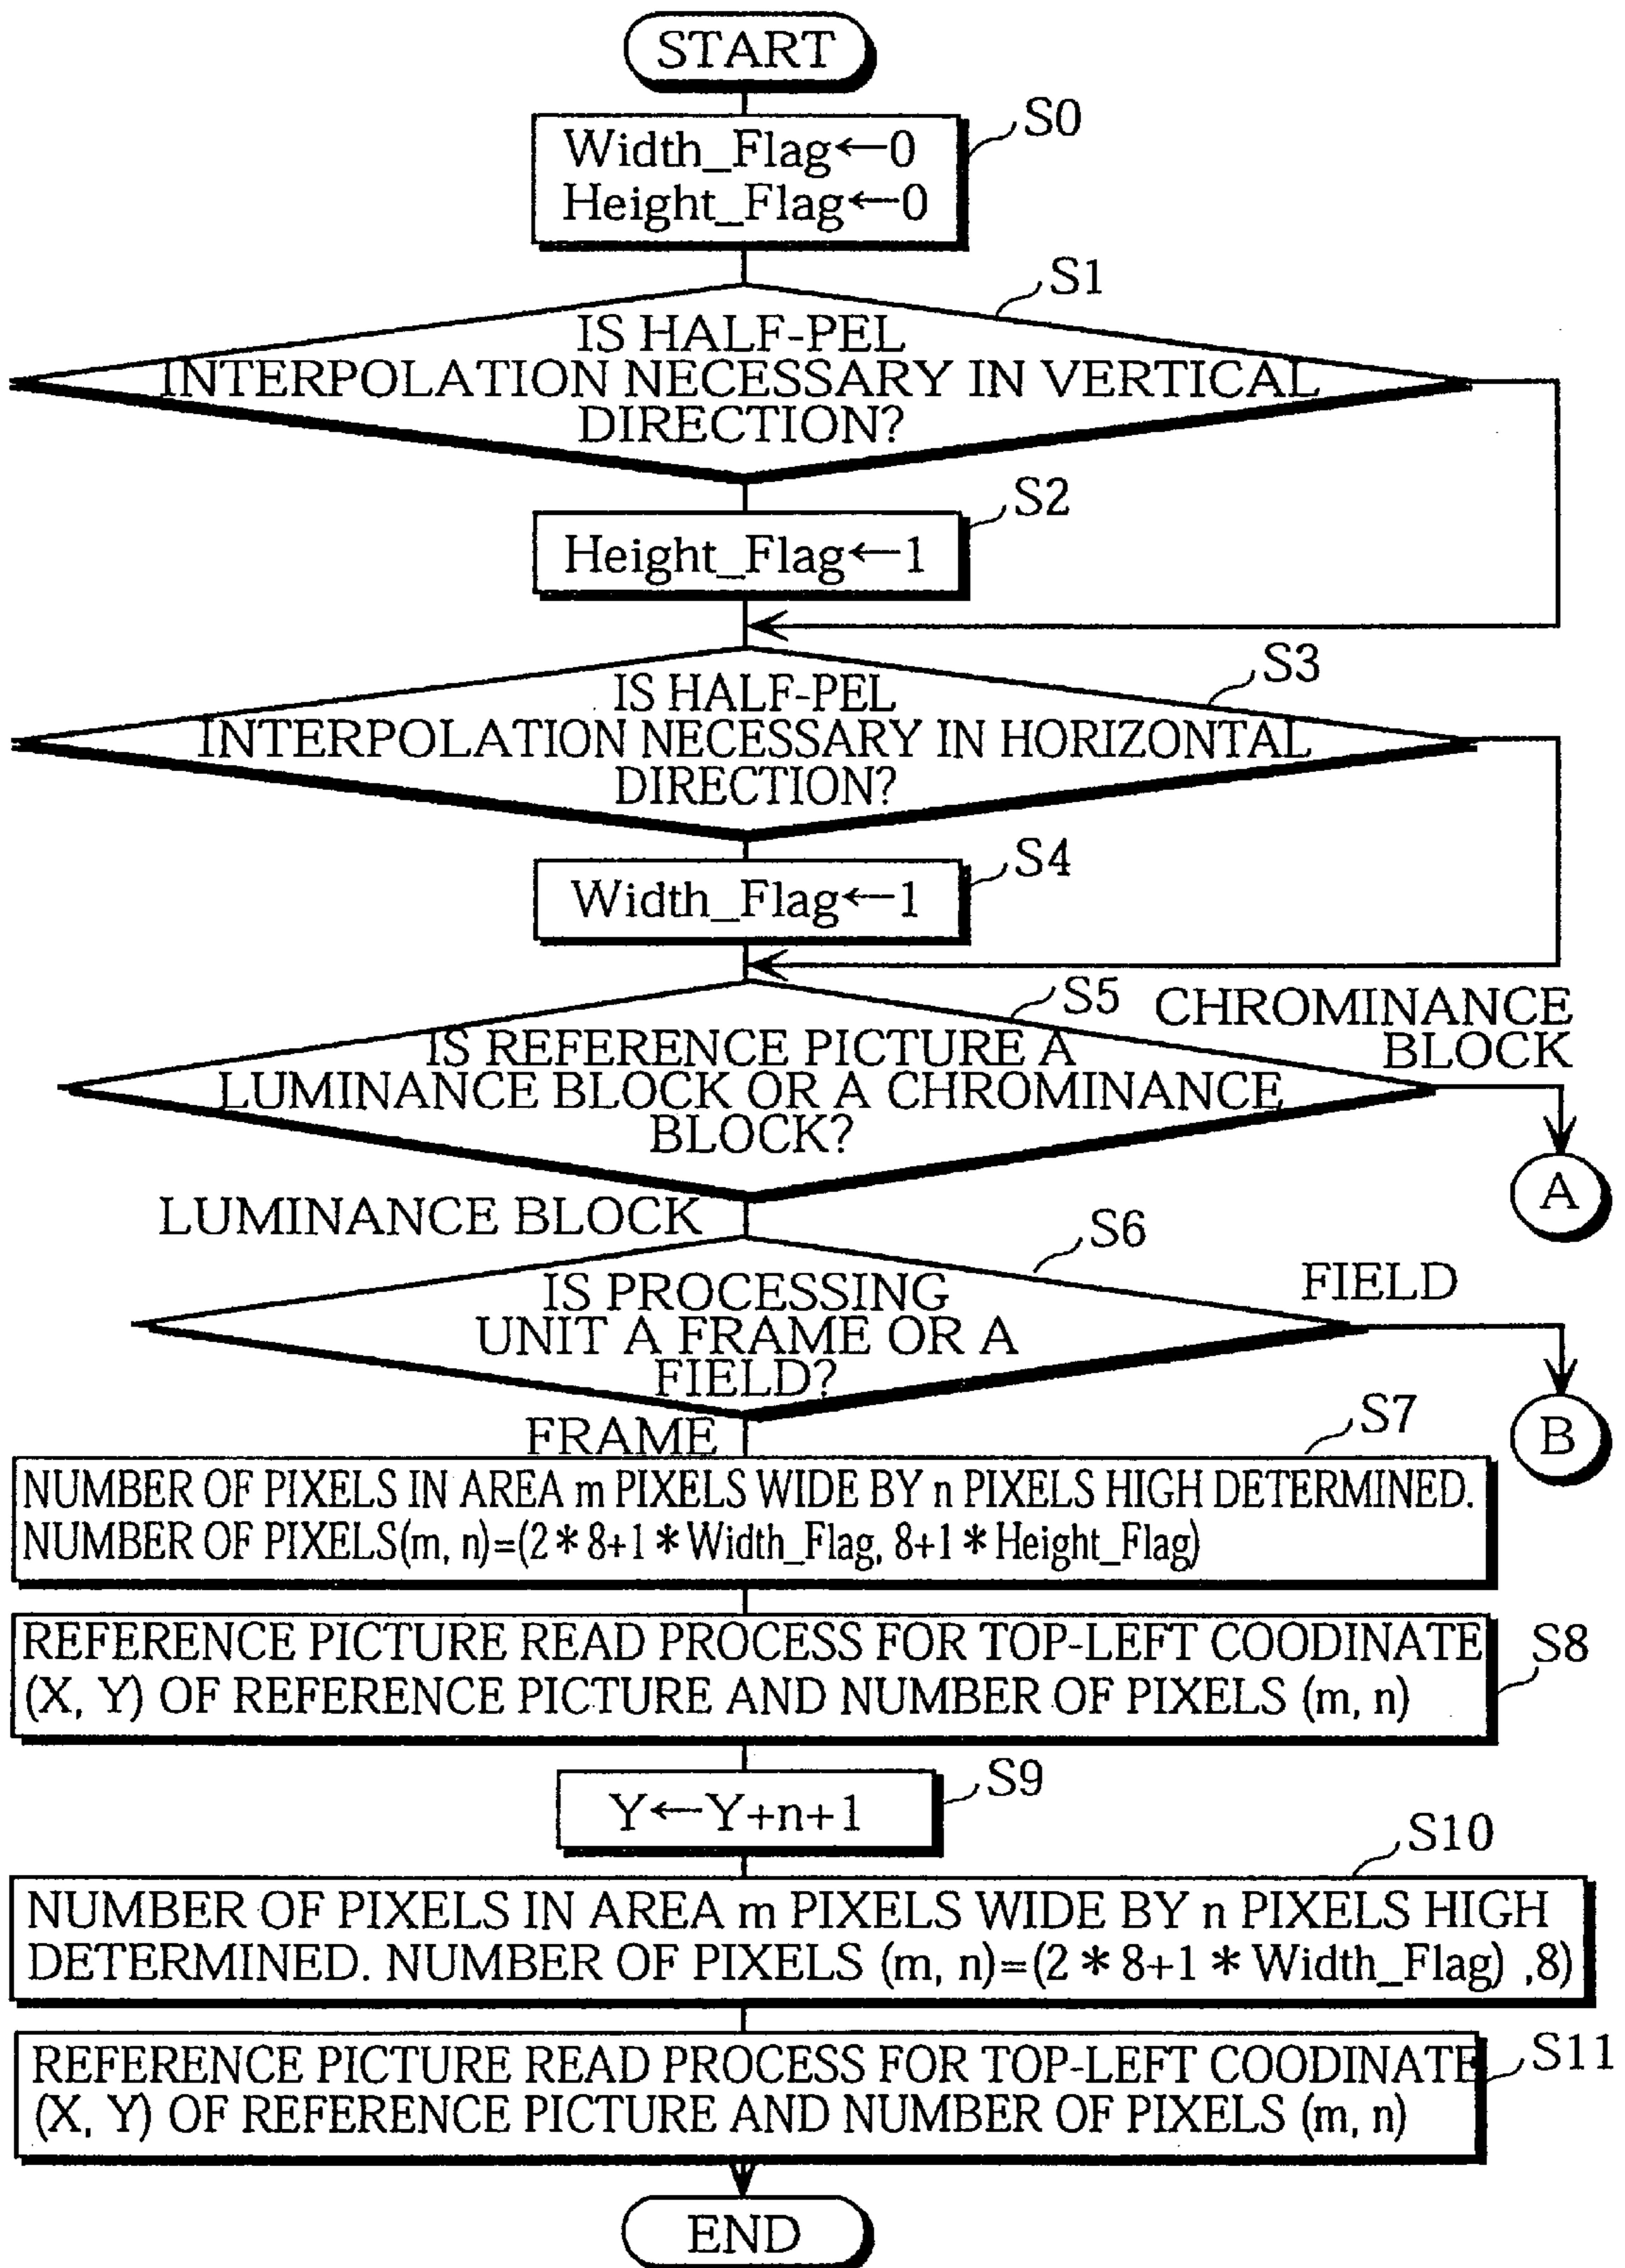 START
S0
Width_Flag←0
Height_Flag←0
S1
IS HALF-PEL
INTERPOLATION NECESSARY IN VERTICAL
DIRECTION?
S2
Height_Flag←1
S3
IS HALF-PEL
INTERPOLATION NECESSARY IN HORIZONTAL
DIRECTION?
S4
Width_Flag←1
S5
CHROMINANCE
BLOCK
IS REFERENCE PICTURE A
LUMINANCE BLOCK OR A CHROMINANCE
BLOCK?
A
LUMINANCE BLOCK
S6
FIELD
IS PROCESSING
UNIT A FRAME OR A
FIELD?
B
FRAME
S7
NUMBER OF PIXELS IN AREA m PIXELS WIDE BY n PIXELS HIGH DETERMINED.
NUMBER OF PIXELS(m, n)=(2*8+1*Width_Flag, 8+1*Height_Flag)
REFERENCE PICTURE READ PROCESS FOR TOP-LEFT COODINATE
(X, Y) OF REFERENCE PICTURE AND NUMBER OF PIXELS (m, n)
S8
S9
Y←Y+n+1
S10
NUMBER OF PIXELS IN AREA m PIXELS WIDE BY n PIXELS HIGH
DETERMINED. NUMBER OF PIXELS (m, n)=(2 * 8+1 * Width_Flag) ,8)
REFERENCE PICTURE READ PROCESS FOR TOP-LEFT COODINATE
(X, Y) OF REFERENCE PICTURE AND NUMBER OF PIXELS (m, n)
S11
END